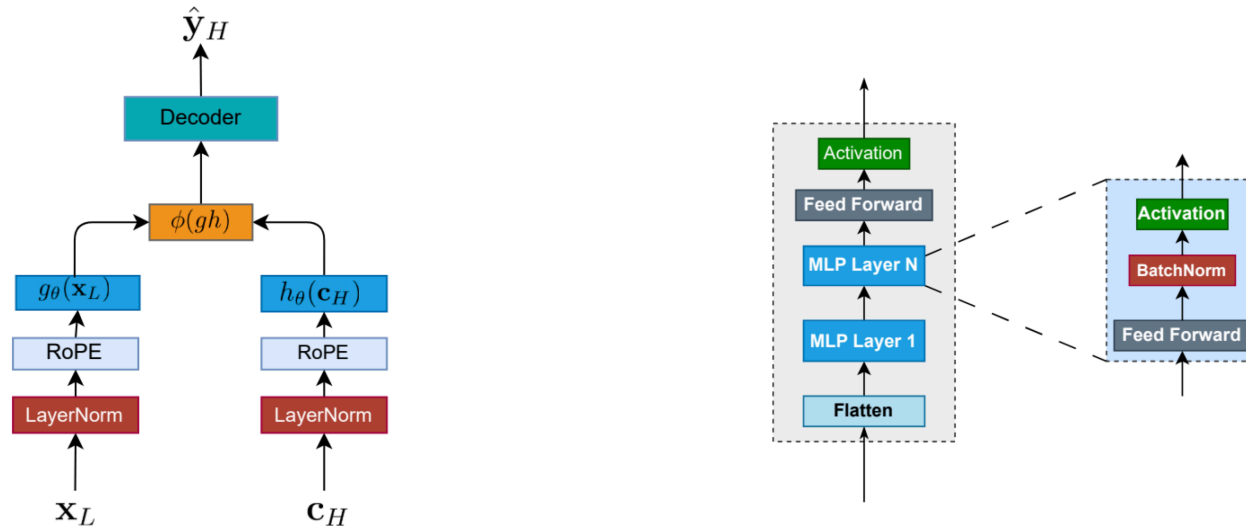 ŷ_H
Decoder
ϕ(gh)
g_θ(x_L)
h_θ(c_H)
RoPE
RoPE
LayerNorm
LayerNorm
x_L
c_H
Activation
Feed Forward
MLP Layer N
MLP Layer 1
Flatten
Activation
BatchNorm
Feed Forward